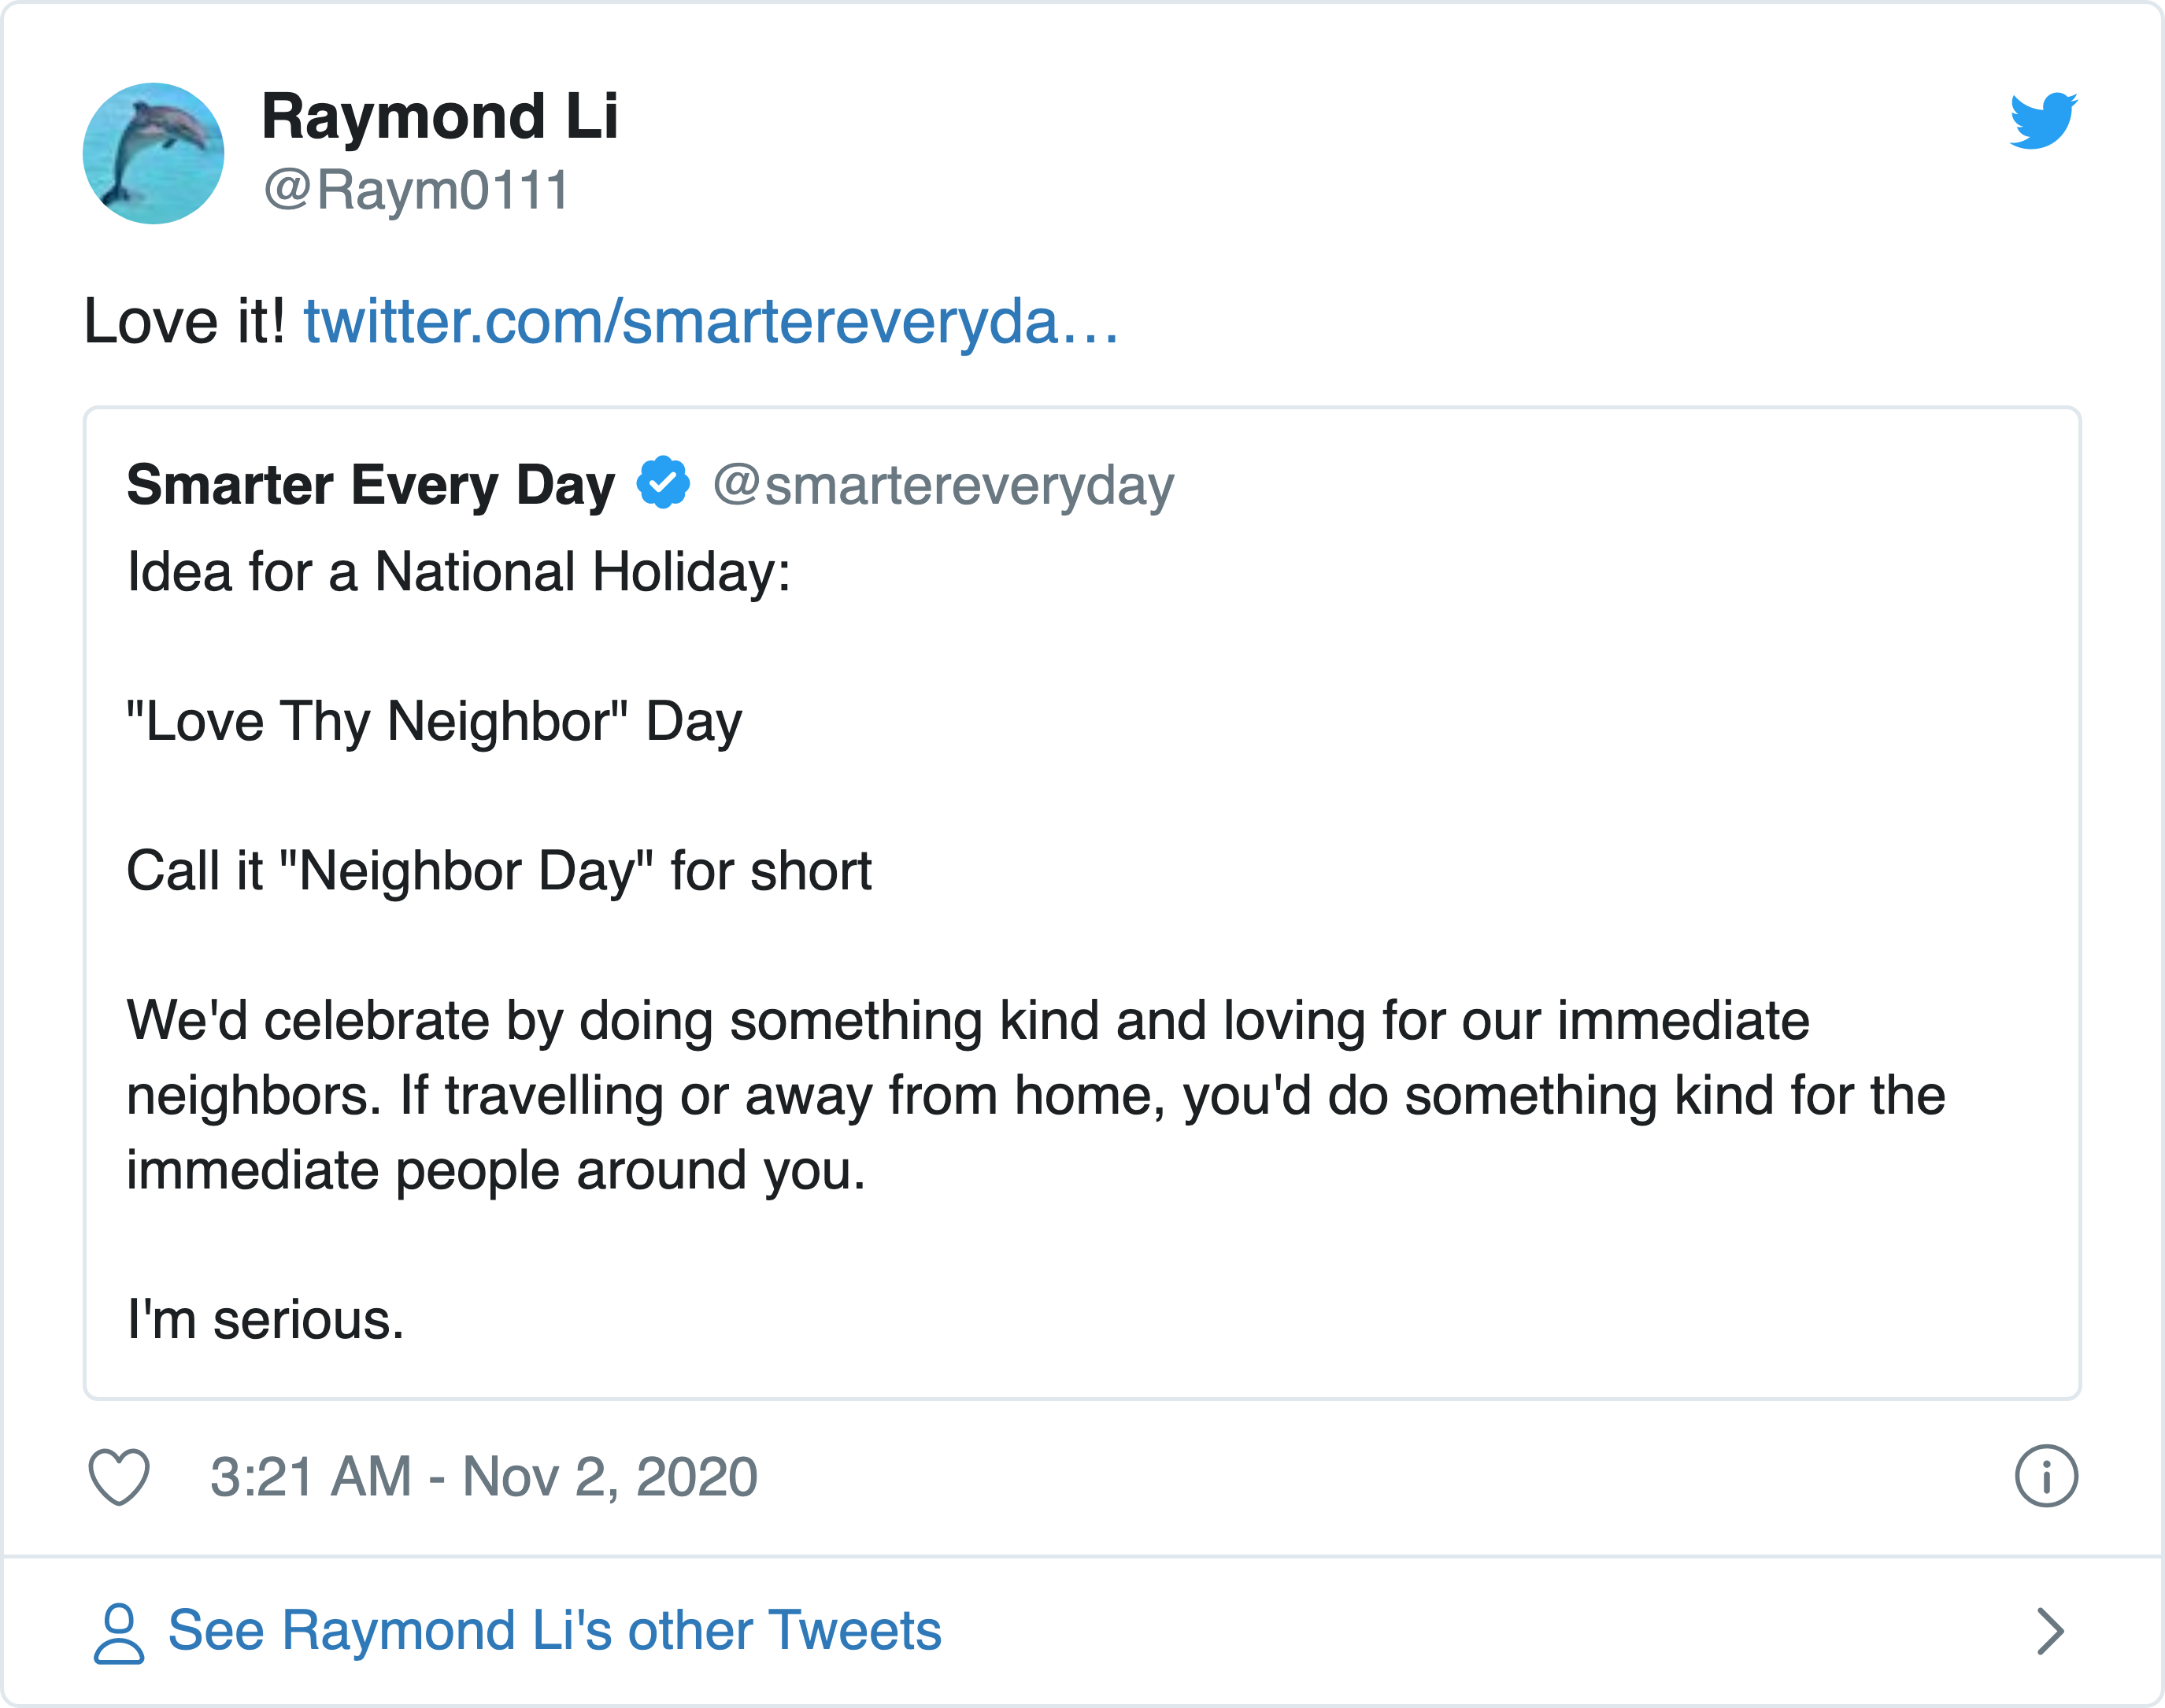 Raymond Li
@Raym0111
Love it! twitter.com/smartereveryda…
Smarter Every Day @smartereveryday
Idea for a National Holiday:
"Love Thy Neighbor" Day
Call it "Neighbor Day" for short
We'd celebrate by doing something kind and loving for our immediate
neighbors. If travelling or away from home, you'd do something kind for the
immediate people around you.
I'm serious.
3:21 AM - Nov 2, 2020
See Raymond Li's other Tweets